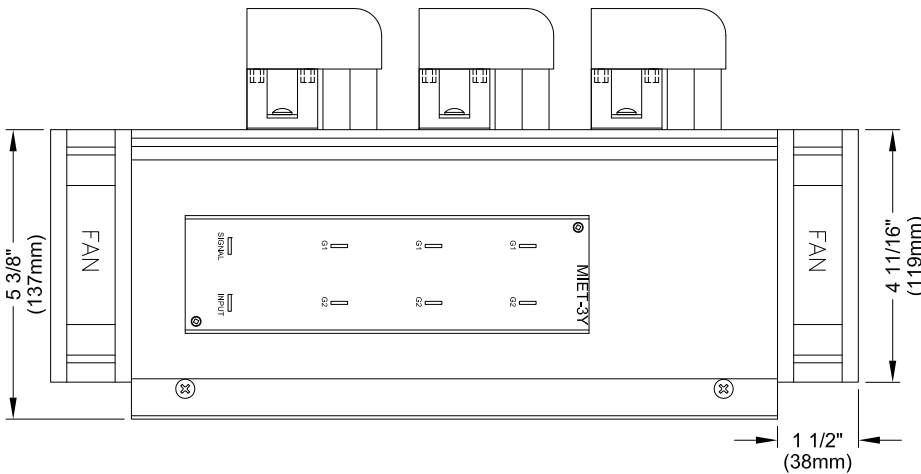 FAN
5 3/8"
(137mm)
SIGNAL
G1
G1
G1
INPUT
G2
G2
G2
MIET-3Y
FAN
4 11/16"
(119mm)
1 1/2"
(38mm)